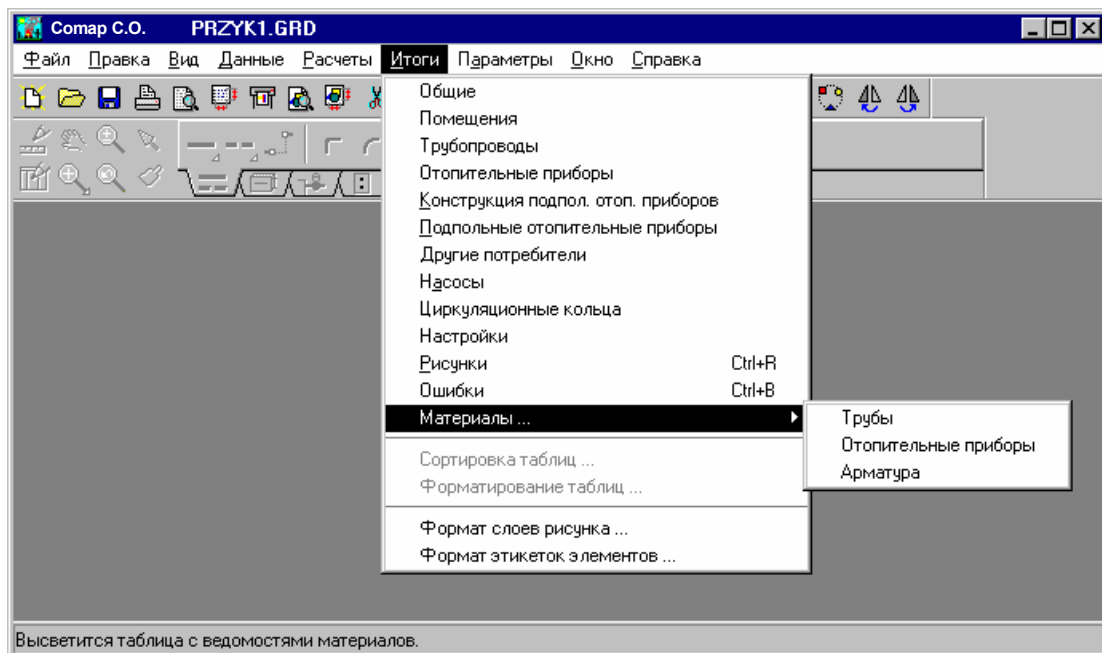 Comap C.O. PRZYK1.GRD
Файл Правка Вид Данные Расчеты Итоги Параметры Окно Справка
Общие
Помещения
Трубопроводы
Отопительные приборы
Конструкция подпол. отоп. приборов
Подпольные отопительные приборы
Другие потребители
Насосы
Циркуляционные кольца
Настройки
Рисунки Ctrl+R
Ошибки Ctrl+B
Материалы ...
Трубы
Отопительные приборы
Арматура
Сортировка таблиц ...
Форматирование таблиц ...
Формат слоев рисунка ...
Формат этикеток элементов ...
Высветится таблица с ведомостями материалов.